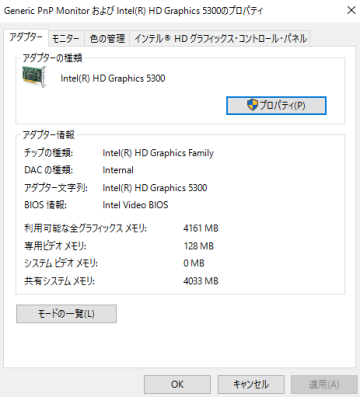 Generic PnP Monitor および Intel(R) HD Graphics 5300のプロパティ
アダプター モニター 色の管理 インテル® HD グラフィックス・コントロール・パネル
アダプターの種類
Intel(R) HD Graphics 5300
プロパティ(P)
アダプター情報
チップの種類: Intel(R) HD Graphics Family
DAC の種類: Internal
アダプター文字列: Intel(R) HD Graphics 5300
BIOS 情報: Intel Video BIOS
利用可能な全グラフィックス メモリ: 4161 MB
専用ビデオ メモリ: 128 MB
システム ビデオ メモリ: 0 MB
共有システム メモリ: 4033 MB
モードの一覧(L)
OK キャンセル 適用(A)